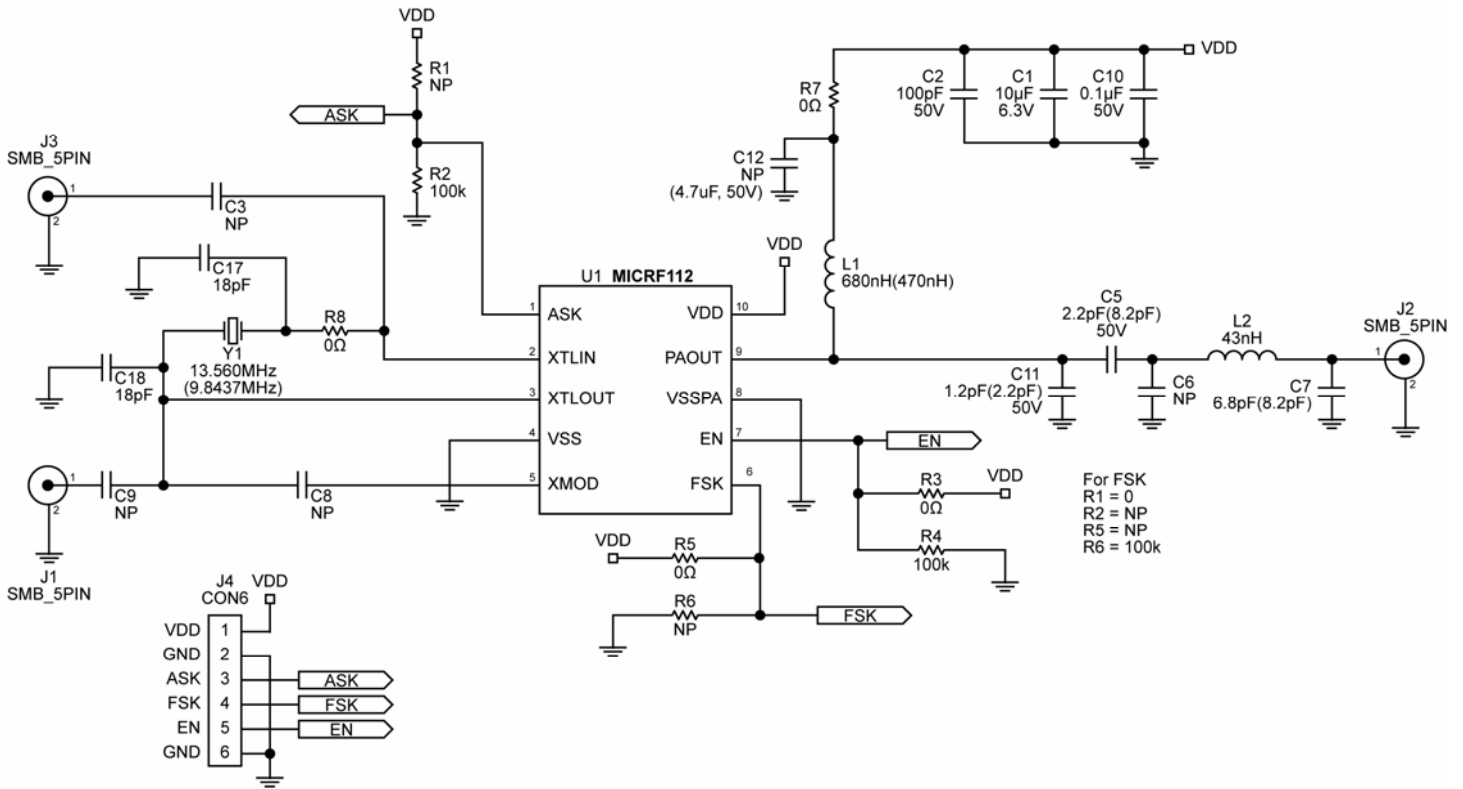 VDD
R1
NP
ASK
R2
100k
J3
SMB_5PIN
1
2
C3
NP
C17
18pF
R8
0Ω
Y1
13.560MHz
(9.8437MHz)
C18
18pF
J1
SMB_5PIN
1
2
C9
NP
C8
NP
U1 MICRF112
1 ASK
2 XTLIN
3 XTLOUT
4 VSS
5 XMOD
VDD 10
PAOUT 9
VSSPA 8
EN 7
FSK 6
VDD
R7
0Ω
C12
NP
(4.7uF, 50V)
L1
680nH(470nH)
C2
100pF
50V
C1
10µF
6.3V
C10
0.1µF
50V
VDD
C11
1.2pF(2.2pF)
50V
C5
2.2pF(8.2pF)
50V
C6
NP
L2
43nH
C7
6.8pF(8.2pF)
J2
SMB_5PIN
1
2
EN
R3
0Ω
VDD
R4
100k
For FSK
R1 = 0
R2 = NP
R5 = NP
R6 = 100k
VDD
R5
0Ω
R6
NP
FSK
J4
CON6
VDD
VDD 1
GND 2
ASK 3 ASK
FSK 4 FSK
EN 5 EN
GND 6